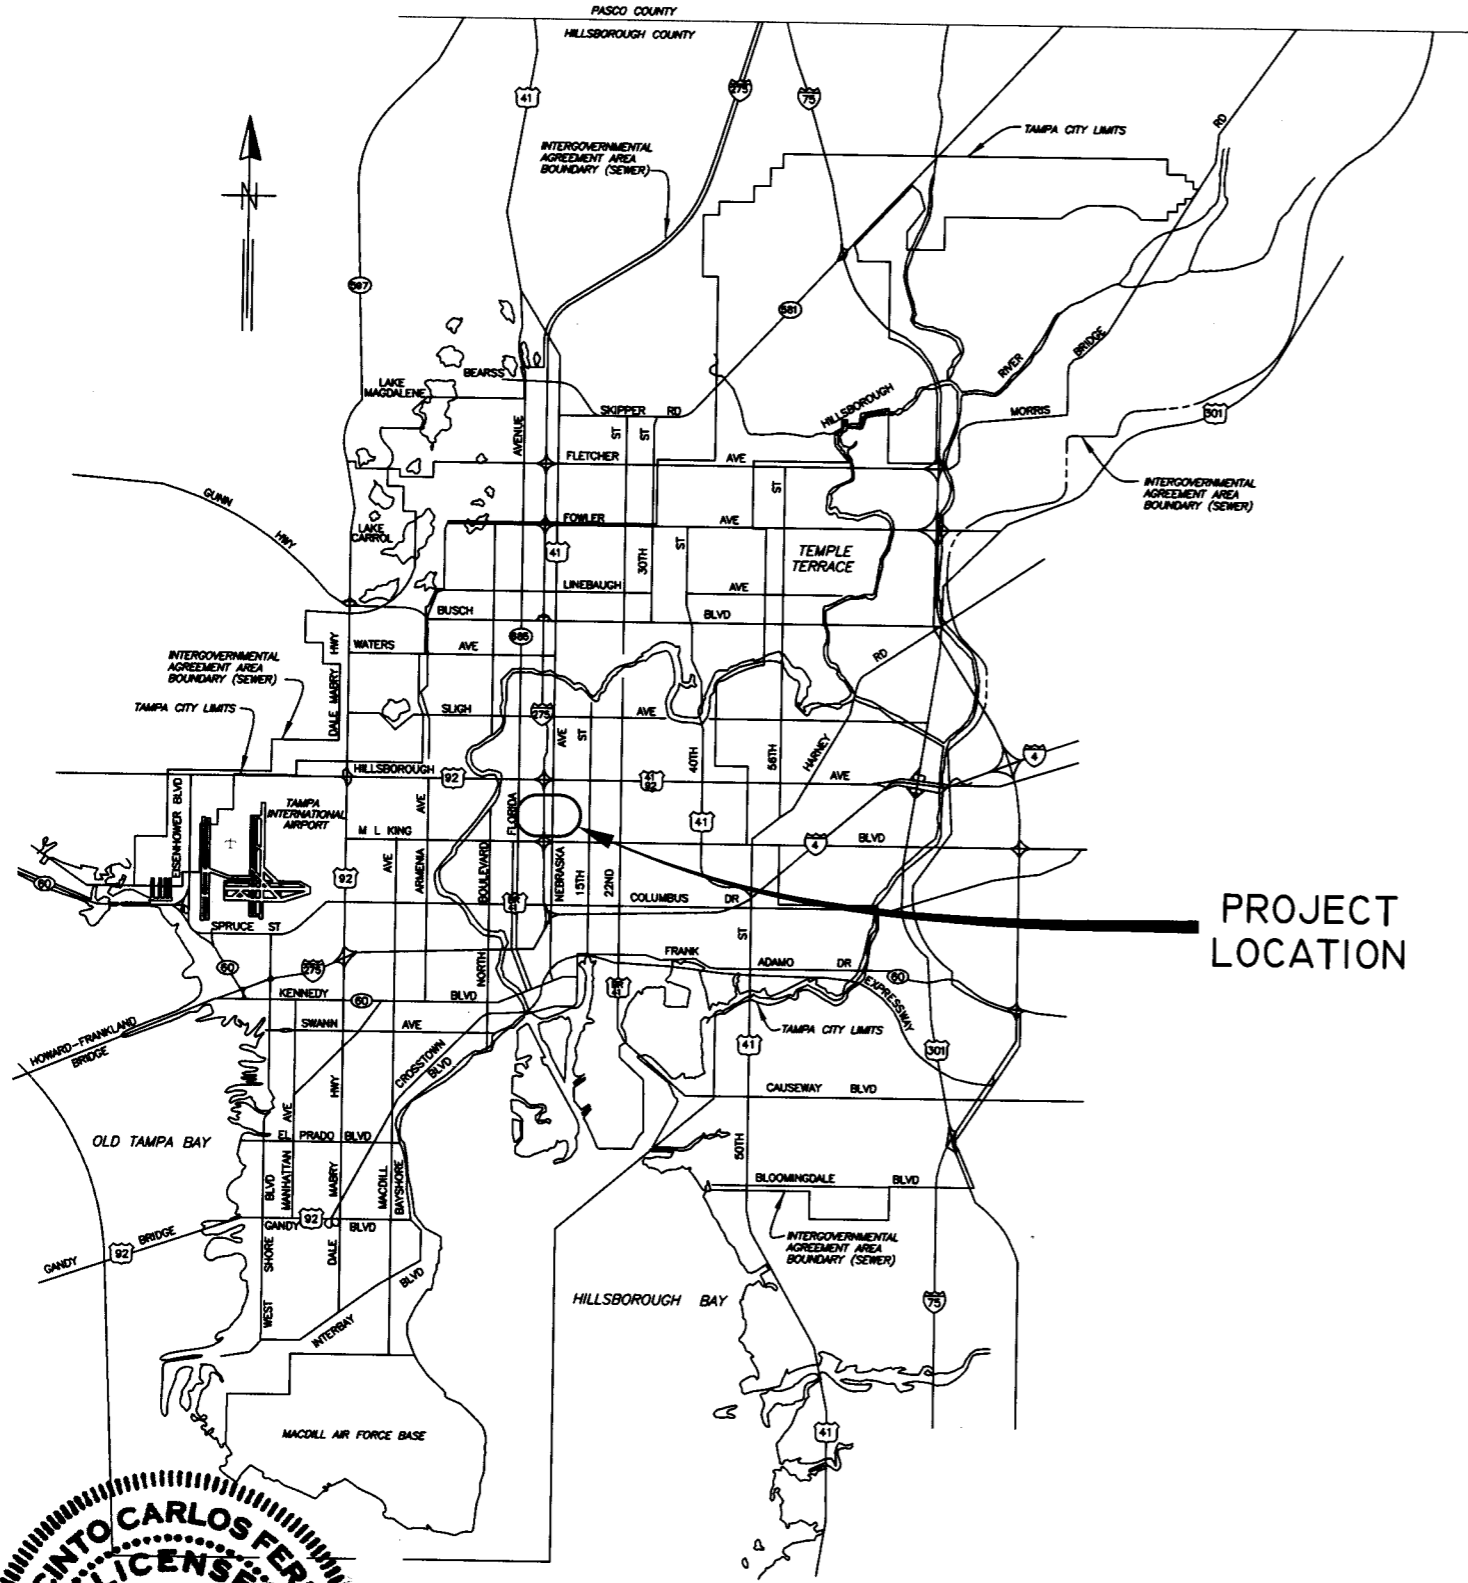 PASCO COUNTY
HILLSBOROUGH COUNTY
41
275
75
INTERGOVERNMENTAL
AGREEMENT AREA
BOUNDARY (SEWER)
TAMPA CITY LIMITS
RD
N
597
581
BRIDGE
RIVER
LAKE
MAGDALENE
BEARSS
SKIPPER RD
HILLSBOROUGH
MORRIS
301
AVENUE
ST
ST
FLETCHER AVE
INTERGOVERNMENTAL
AGREEMENT AREA
BOUNDARY (SEWER)
GUNN
HWY
LAKE
CARROL
FOWLER AVE
ST
ST
41
30TH
TEMPLE
TERRACE
LINEBAUGH AVE
BUSCH BLVD
685
WATERS AVE
RD
INTERGOVERNMENTAL
AGREEMENT AREA
BOUNDARY (SEWER)
DALE MABRY HWY
TAMPA CITY LIMITS
SLIGH AVE
275
AVE
ST
40TH
56TH
HARNEY
4
HILLSBOROUGH
92
41
92
AVE
EISENHOWER BLVD
TAMPA
INTERNATIONAL
AIRPORT
AVE
FLORIDA
M L KING BLVD
41
4
60
92
AVE
ARMENIA
BOULEVARD
NEBRASKA
15TH
22ND
COLUMBUS DR
PROJECT
LOCATION
SPRUCE ST
ST
60
275
NORTH
FRANK
ADAMO DR
60
KENNEDY
60
BLVD
41
EXPRESSWAY
SWANN AVE
TAMPA CITY LIMITS
HOWARD-FRANKLAND
BRIDGE
CROSSTOWN
BLVD
41
301
CAUSEWAY BLVD
AVE
HWY
OLD TAMPA BAY
EL PRADO BLVD
50TH
BLVD
MANHATTAN
MABRY
MACDILL
BAYSHORE
BLOOMINGDALE BLVD
GANDY
92
BLVD
GANDY
92
BRIDGE
SHORE
DALE
BLVD
INTERGOVERNMENTAL
AGREEMENT AREA
BOUNDARY (SEWER)
HILLSBOROUGH BAY
75
WEST
INTERBAY
MACDILL AIR FORCE BASE
41
CINTO CARLOS FER
LICENSE